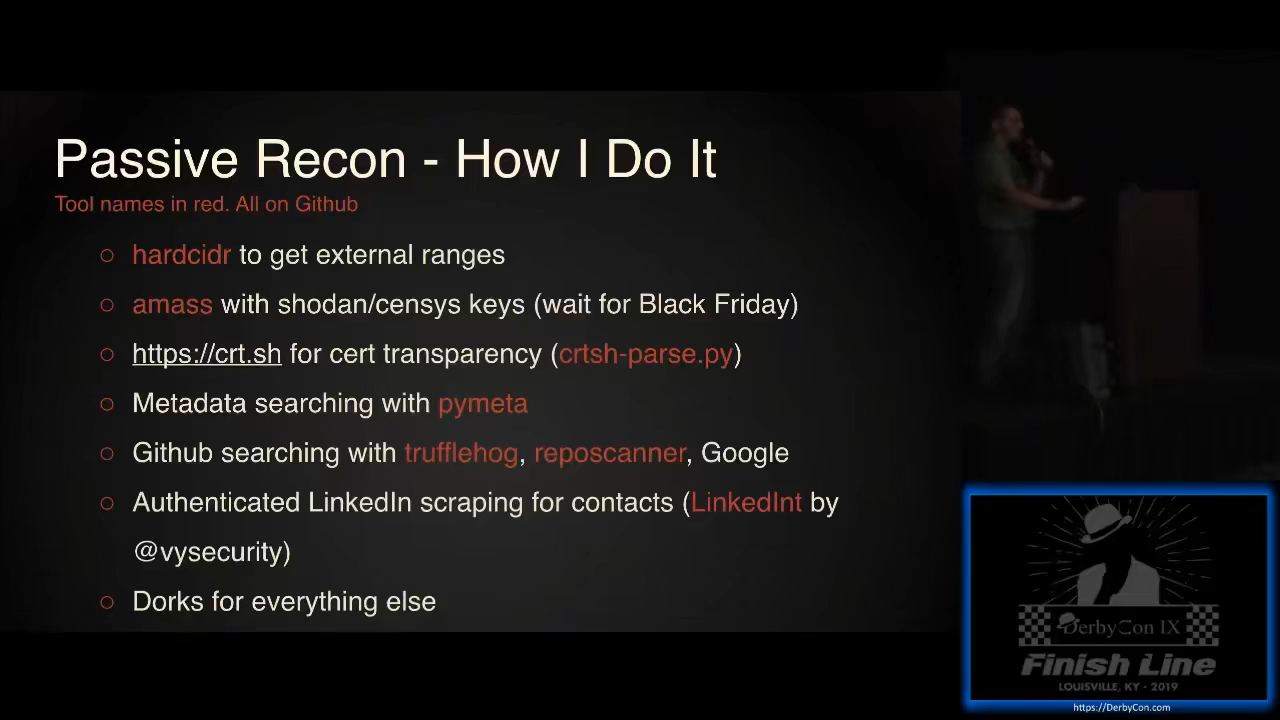 Passive Recon - How I Do It
Tool names in red. All on Github
hardcidr to get external ranges
amass with shodan/censys keys (wait for Black Friday)
https://crt.sh for cert transparency (crtsh-parse.py)
Metadata searching with pymeta
Github searching with trufflehog, reposcanner, Google
Authenticated LinkedIn scraping for contacts (LinkedInt by
@vysecurity)
Dorks for everything else
DerbyCon IX
Finish Line
LOUISVILLE, KY - 2019
https://DerbyCon.com